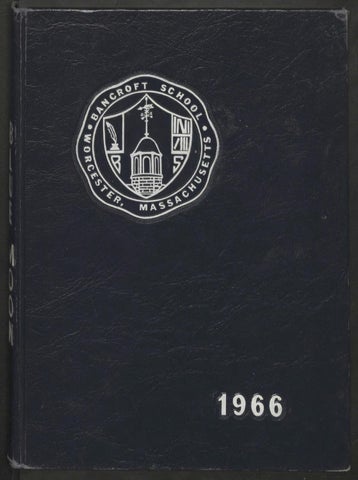 BANCROFT SCHOOL
WORCESTER, MASSACHUSETTS
B S
1966